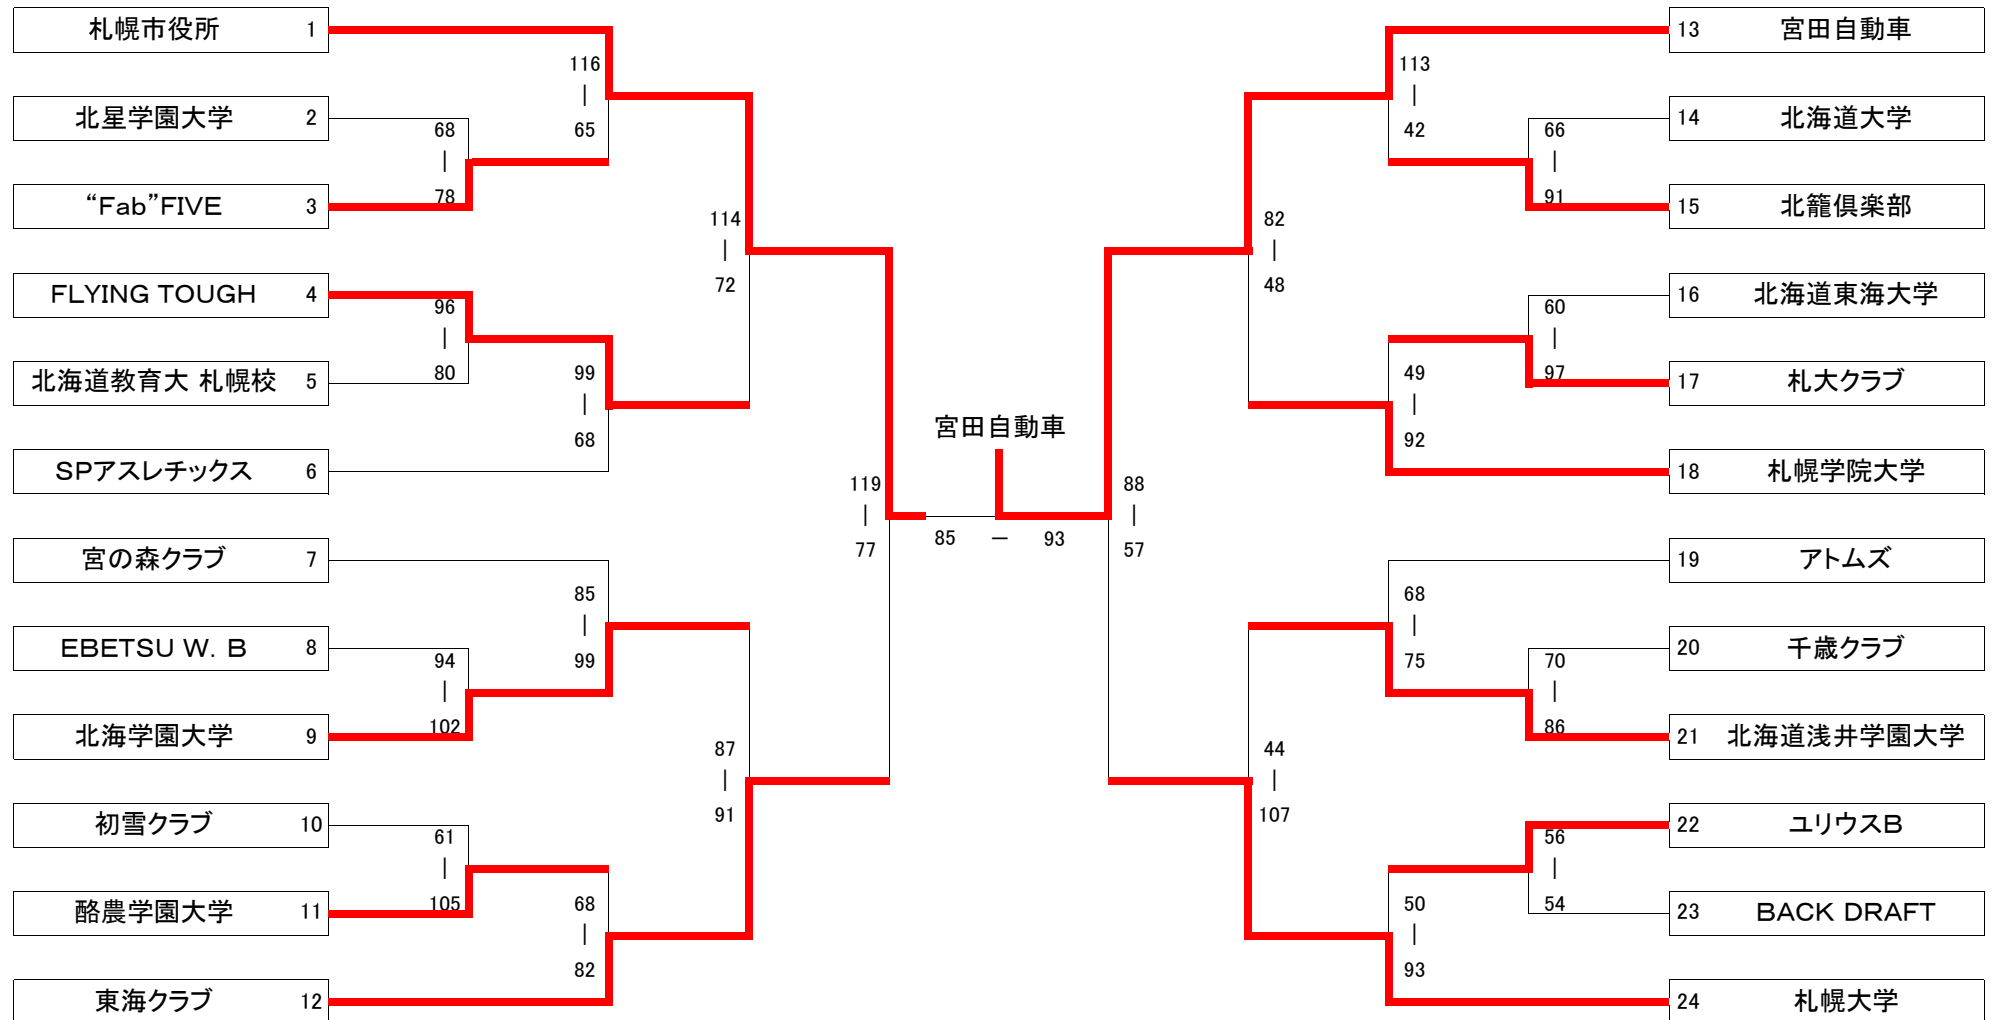 札幌市役所 1
北星学園大学 2
“Fab”FIVE 3
FLYING TOUGH 4
北海道教育大 札幌校 5
SPアスレチックス 6
宮の森クラブ 7
EBETSU W. B 8
北海学園大学 9
初雪クラブ 10
酪農学園大学 11
東海クラブ 12
68
|
78
96
|
80
94
|
102
61
|
105
116
|
65
99
|
68
85
|
99
68
|
82
114
|
72
87
|
91
119
|
77
宮田自動車
85 — 93
88
|
57
82
|
48
44
|
107
113
|
42
49
|
92
68
|
75
50
|
93
66
|
91
60
|
97
70
|
86
56
|
54
13 宮田自動車
14 北海道大学
15 北籠倶楽部
16 北海道東海大学
17 札大クラブ
18 札幌学院大学
19 アトムズ
20 千歳クラブ
21 北海道浅井学園大学
22 ユリウスB
23 BACK DRAFT
24 札幌大学